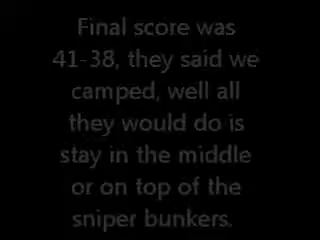 Final score was
41-38, they said we
camped, well all
they would do is
stay in the middle
or on top of the
sniper bunkers.